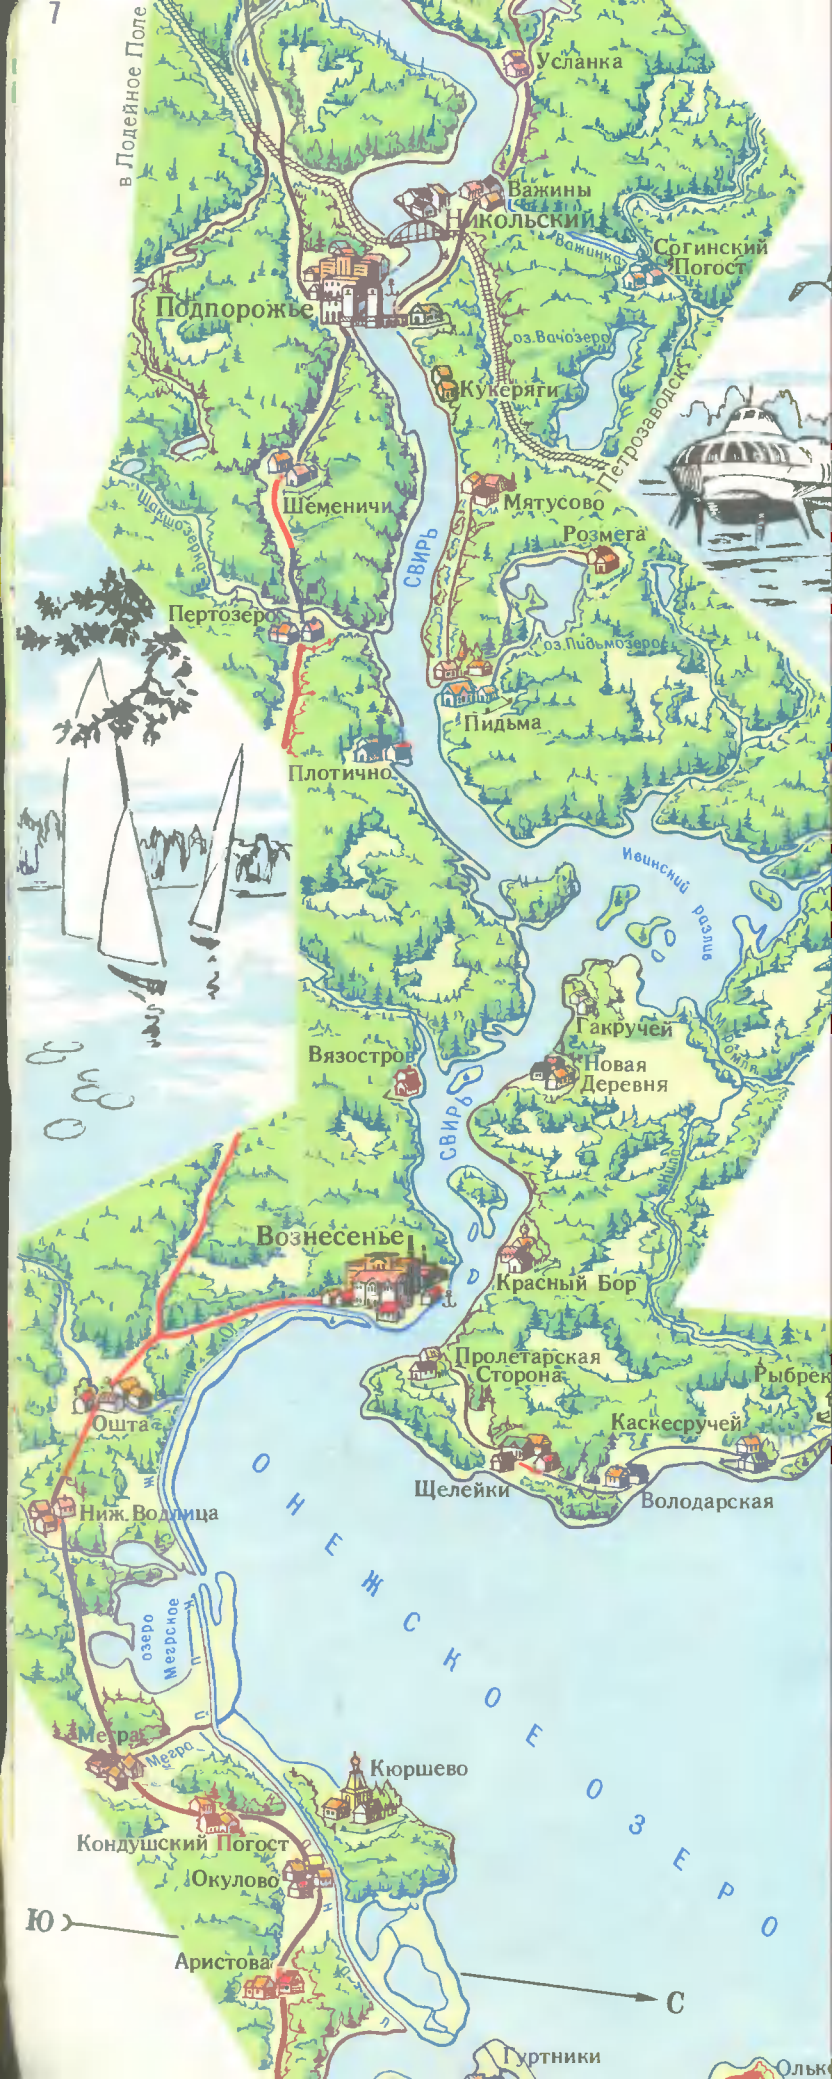 7
в Лодейное Поле
Усланка
Важины
Никольский
Важинка
Согинский
Погост
Подпорожье
оз.Вачозеро
Кукеряги
Петрозаводск
Шеменичи
Мятусово
Шакшозерка
Розмега
СВИРЬ
Пертозеро
оз.Пидьмозеро
Пидьма
Плотично
Ивинский разлив
Гакручей
Муромля
Вязостров
Новая
Деревня
СВИРЬ
Вознесенье
Красный Бор
Пролетарская
Сторона
Рыбрек
Ошта
Каскесручей
Щелейки
Володарская
Ниж.Водлица
ОНЕЖСКОЕ ОЗЕРО
озеро
Мегрское
Мегра
Мегра
Кюршево
Кондушский Погост
Окулово
Ю
Аристова
С
Гуртники